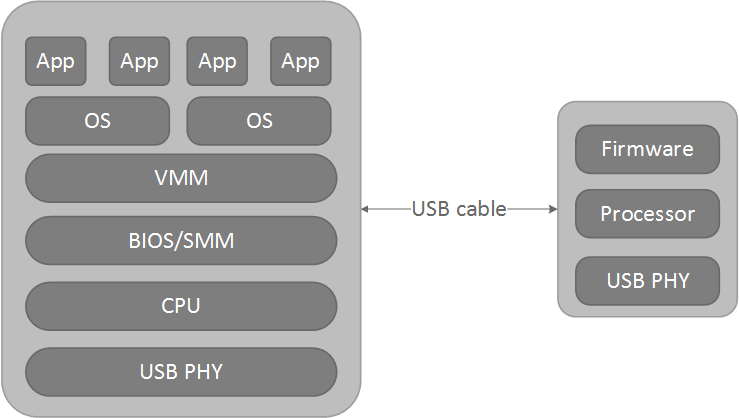 App App App App
OS OS
VMM
BIOS/SMM
CPU
USB PHY
USB cable
Firmware
Processor
USB PHY